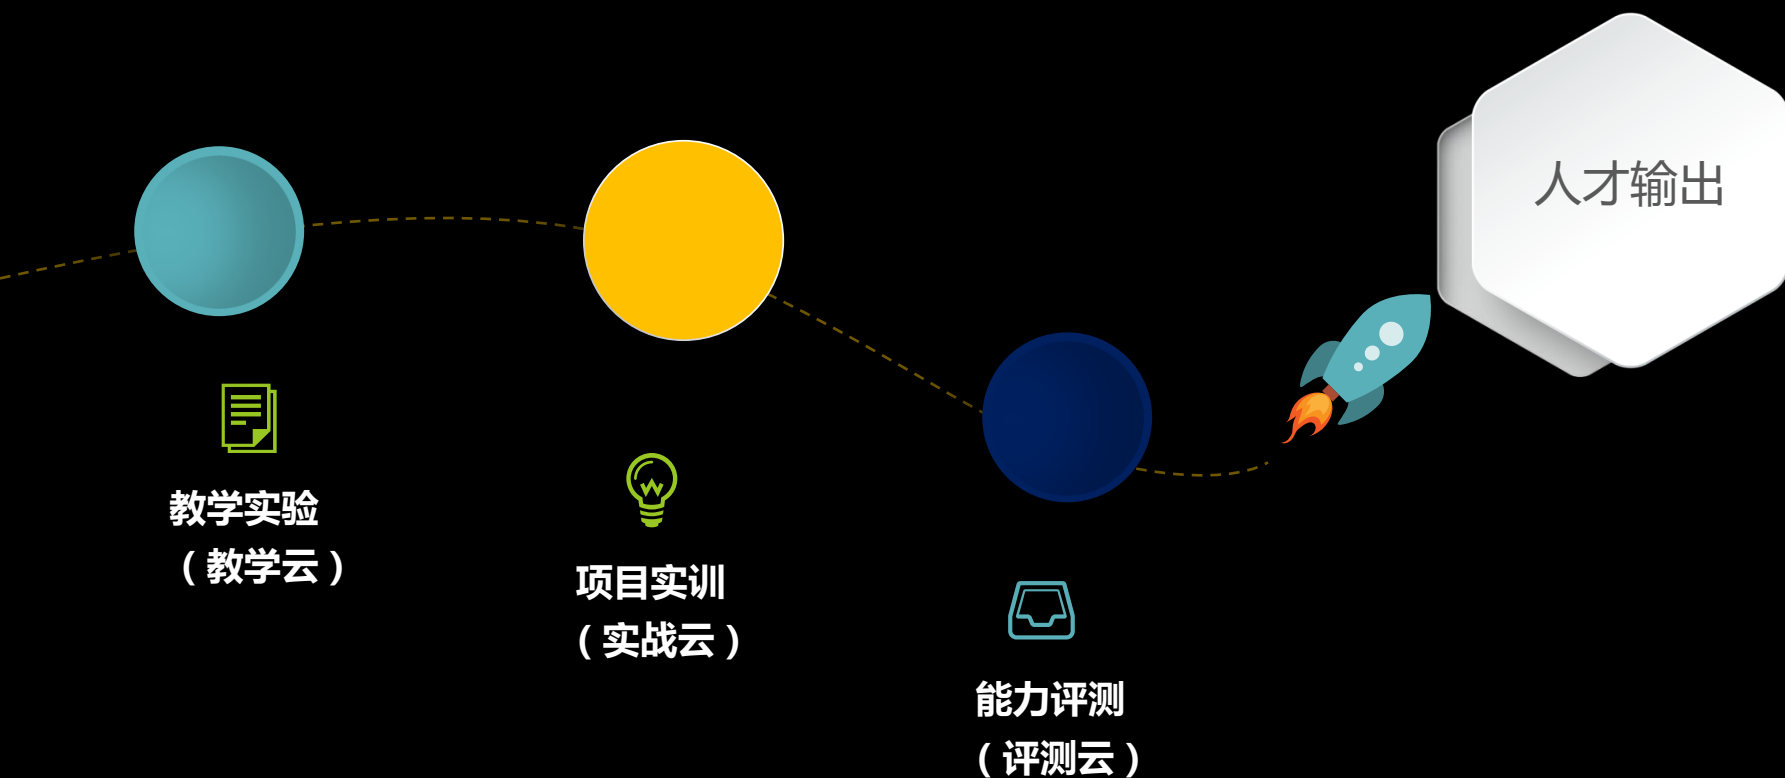 人才输出
教学实验
（教学云）
项目实训
（实战云）
能力评测
（评测云）